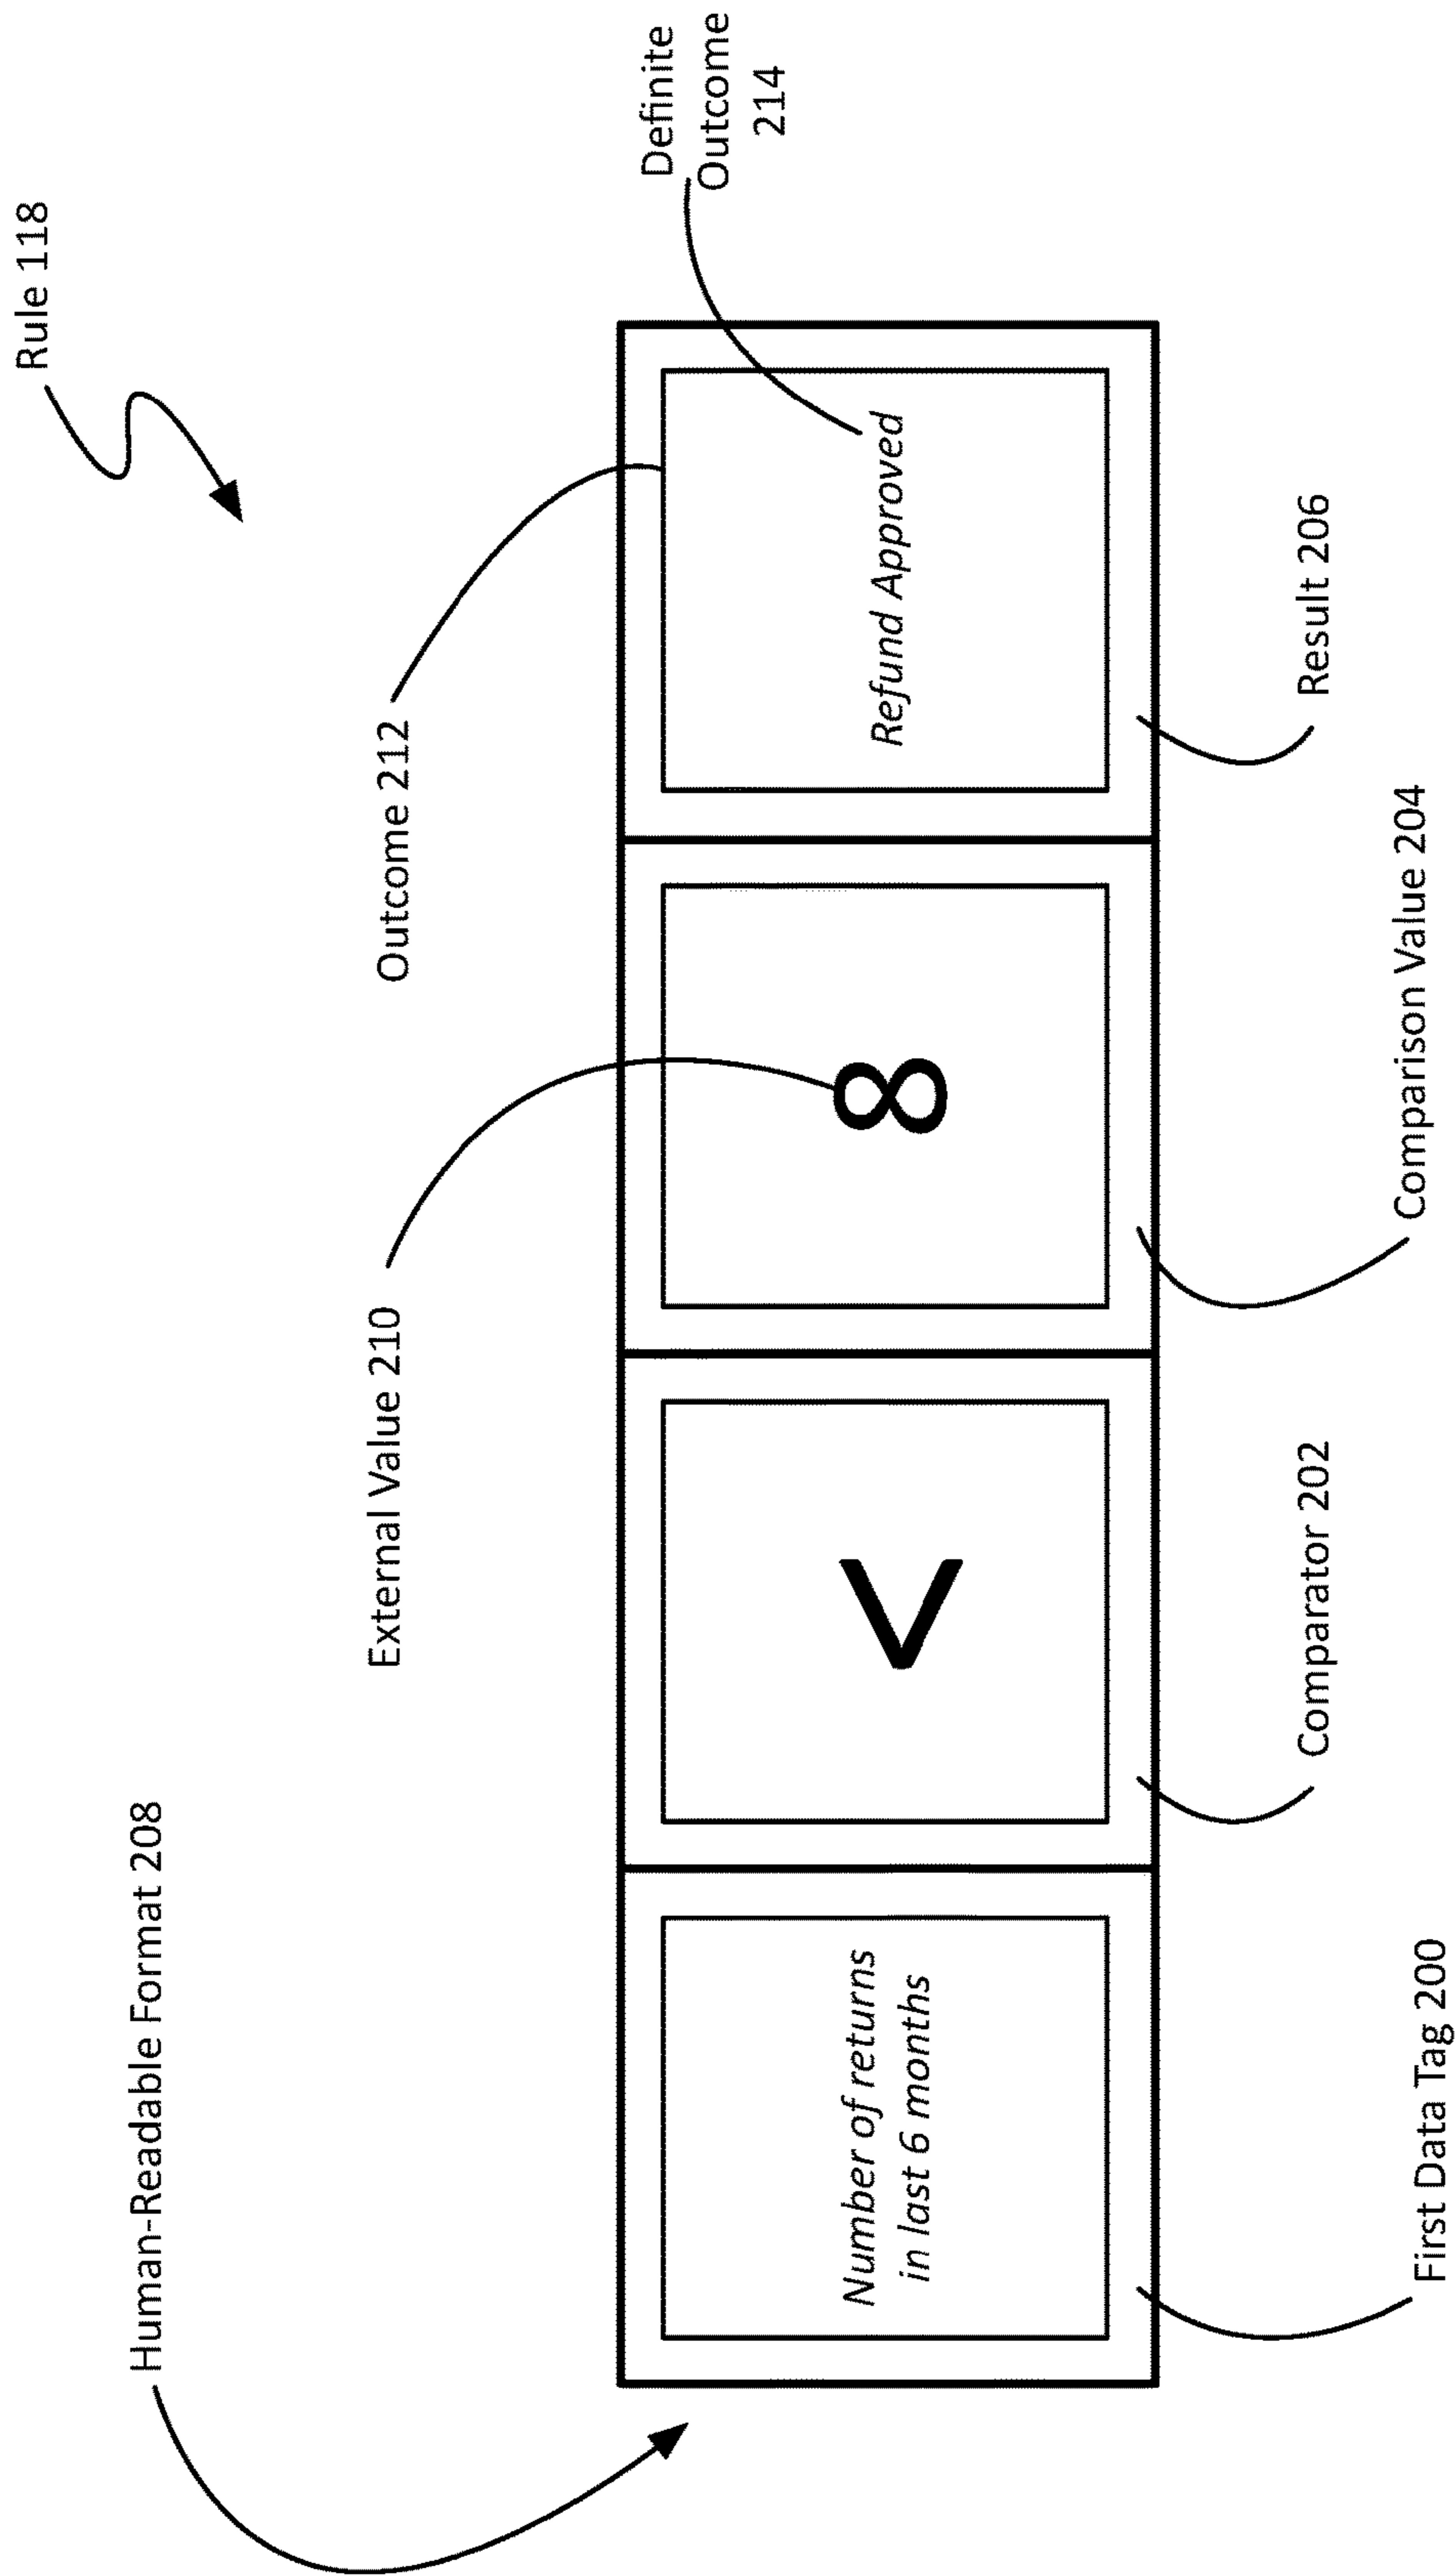 Rule 118
Human-Readable Format 208
External Value 210
Outcome 212
Definite
Outcome
214
Number of returns
in last 6 months
<
8
Refund Approved
First Data Tag 200
Comparator 202
Comparison Value 204
Result 206